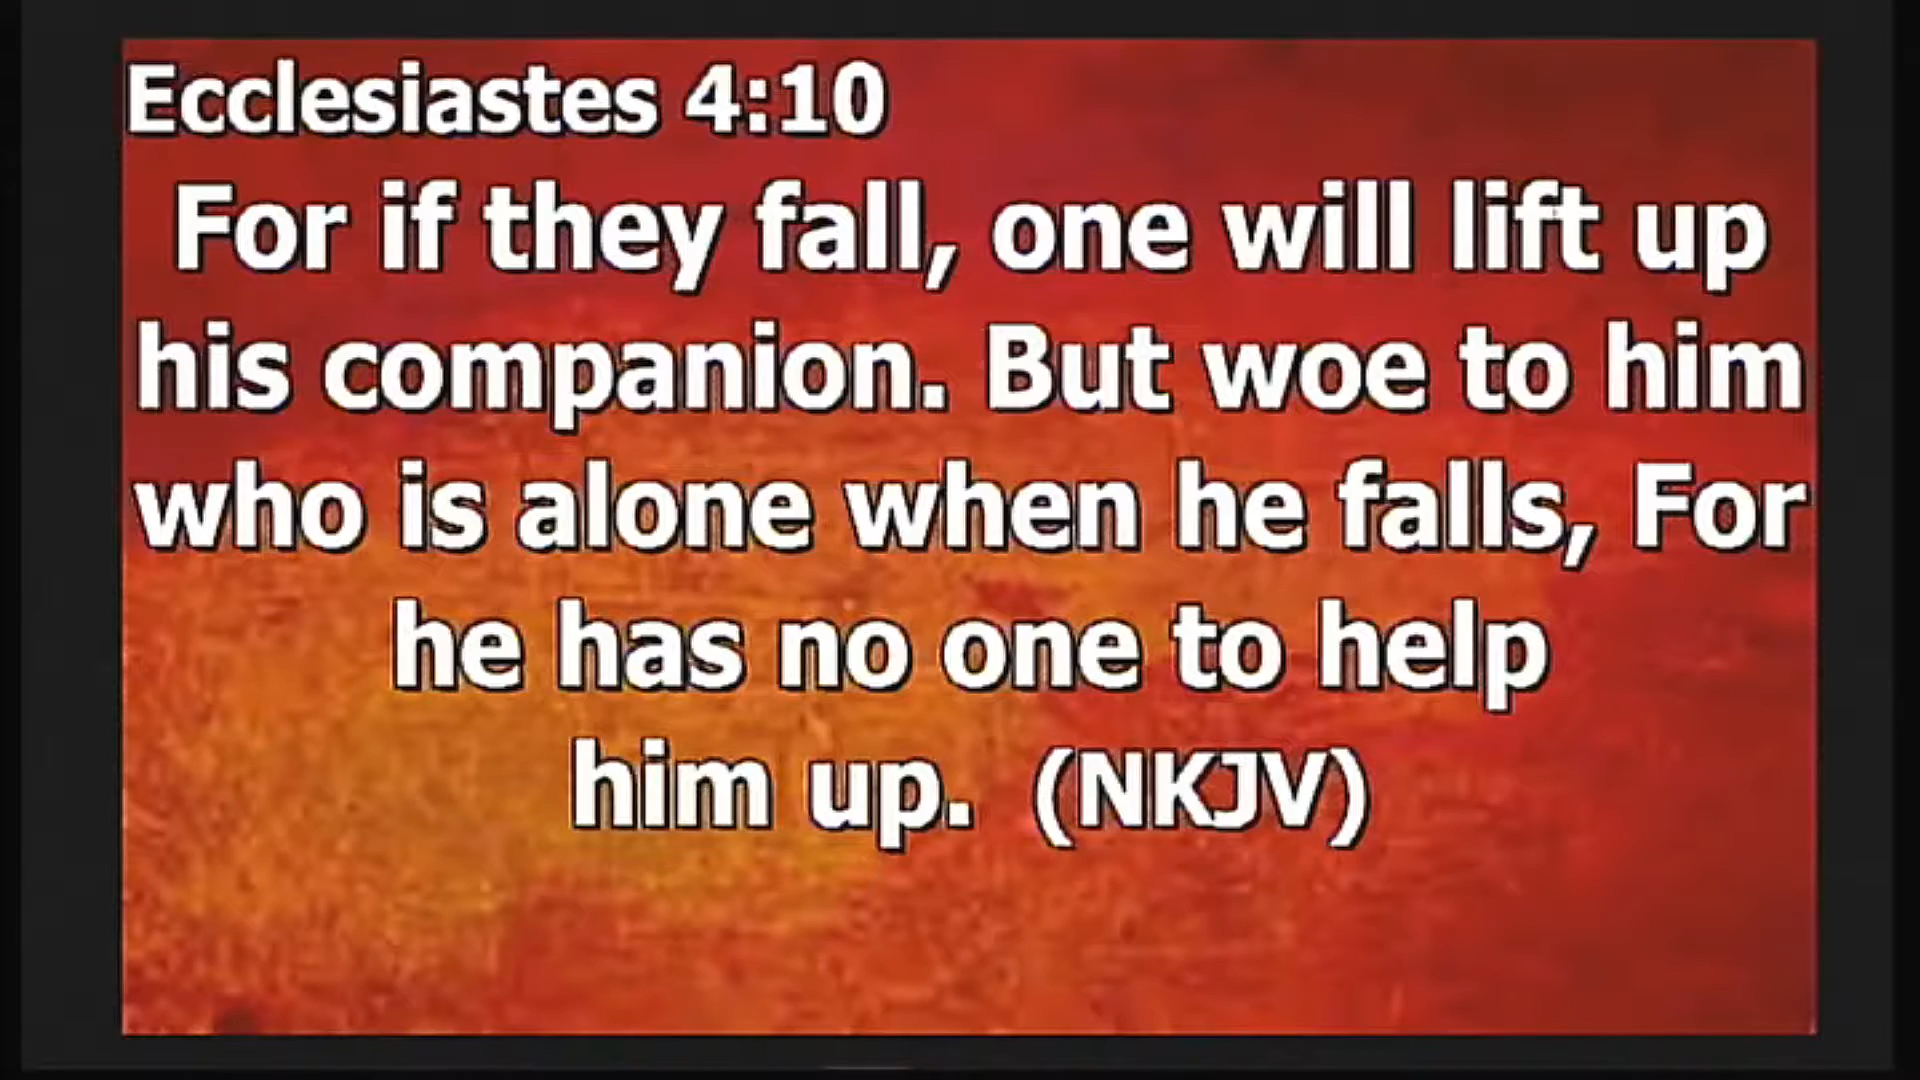 Ecclesiastes 4:10
For if they fall, one will lift up
his companion. But woe to him
who is alone when he falls, For
he has no one to help
him up.  (NKJV)